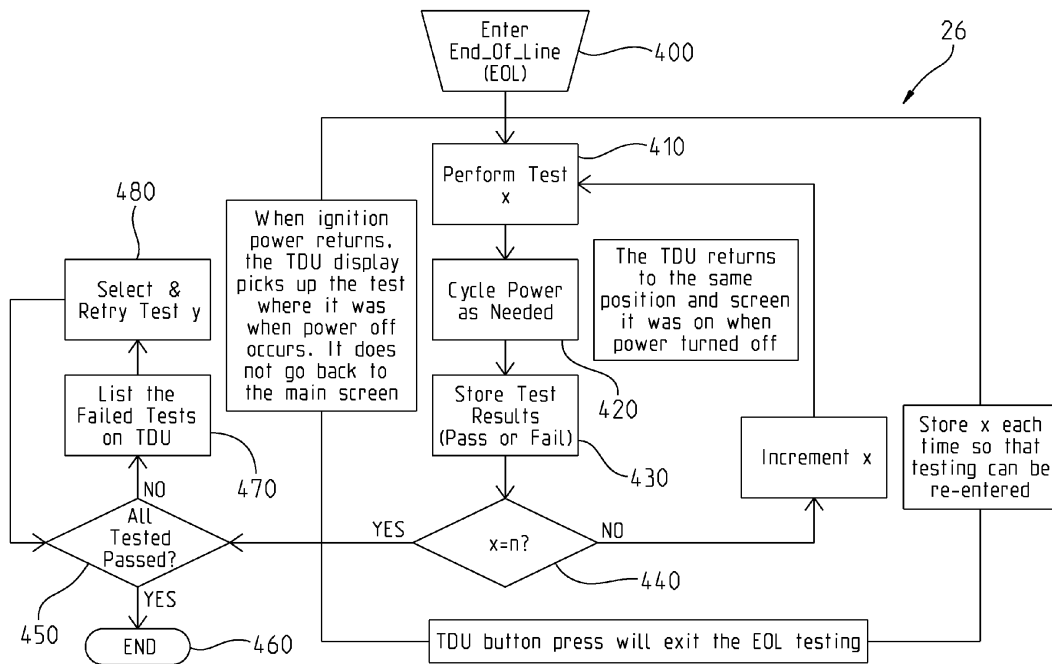 Enter
End_Of_Line
(EOL)
400
26
410
Perform Test
x
480
When ignition
power returns,
the TDU display
picks up the test
where it was
when power off
occurs. It does
not go back to
the main screen
Select &
Retry Test y
Cycle Power
as Needed
The TDU returns
to the same
position and screen
it was on when
power turned off
420
List the
Failed Tests
on TDU
470
Store Test
Results
(Pass or Fail)
430
Increment x
Store x each
time so that
testing can be
re-entered
NO
All
Tested
Passed?
YES
x=n?
NO
440
450
YES
END
460
TDU button press will exit the EOL testing